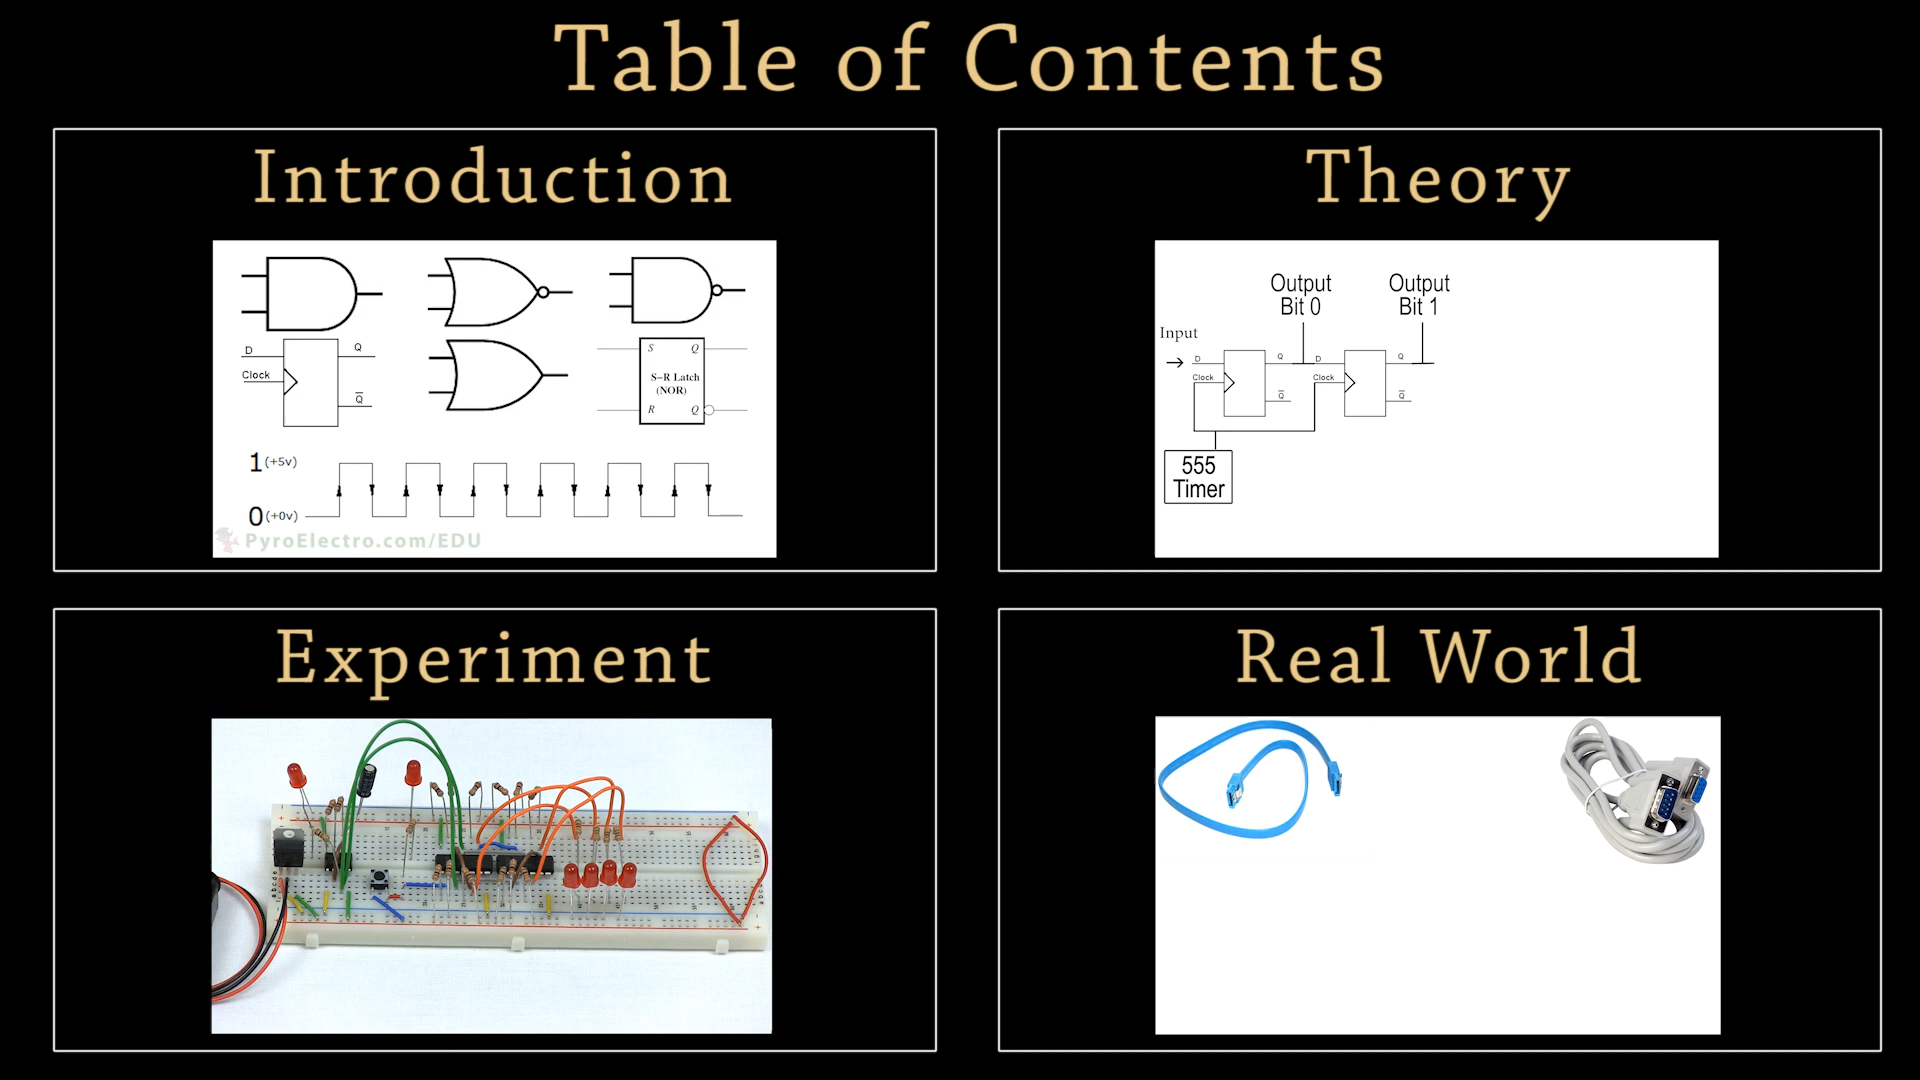 Table of Contents
Introduction
D
Q
Clock
Q
S
Q
S-R Latch
(NOR)
R
Q
1 (+5v)
0 (+0v)
PyroElectro.com/EDU
Theory
Output
Bit 0
Output
Bit 1
Input
D
Q
D
Q
Clock
Clock
Q
Q
555
Timer
Experiment
Real World